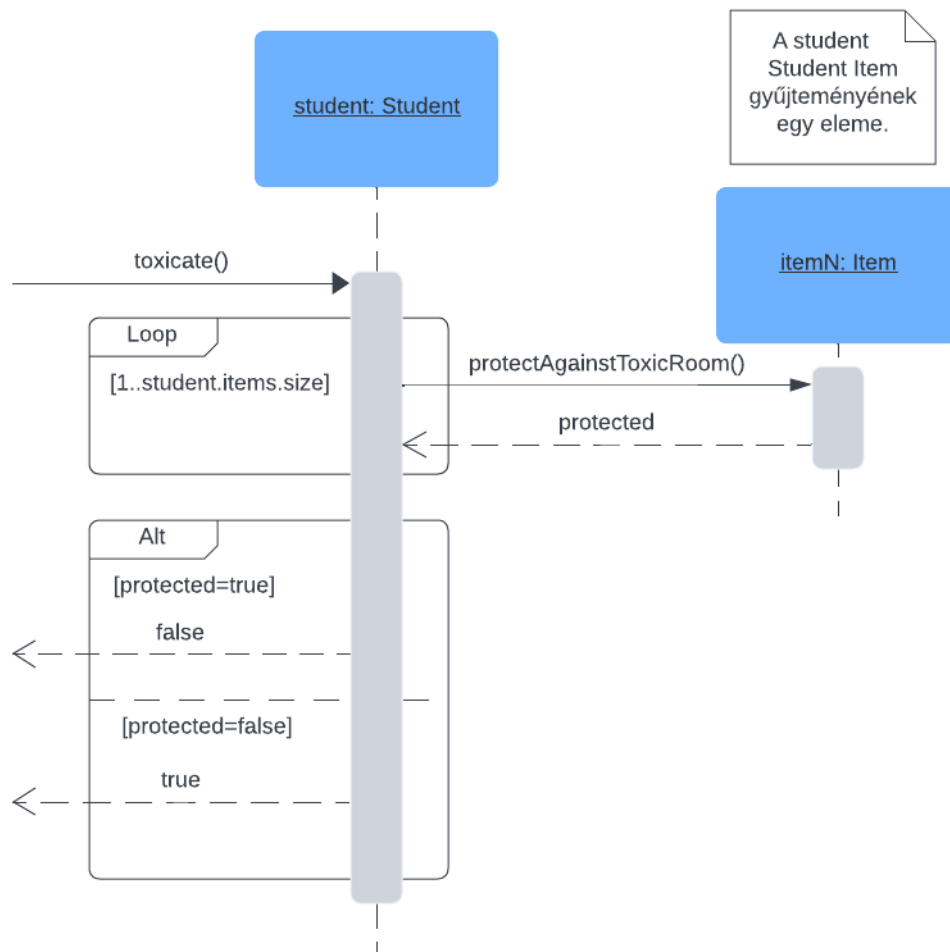 A student
Student Item
gyűjteményének
egy eleme.
student: Student
itemN: Item
toxicate()
Loop
[1..student.items.size]
protectAgainstToxicRoom()
protected
Alt
[protected=true]
false
[protected=false]
true